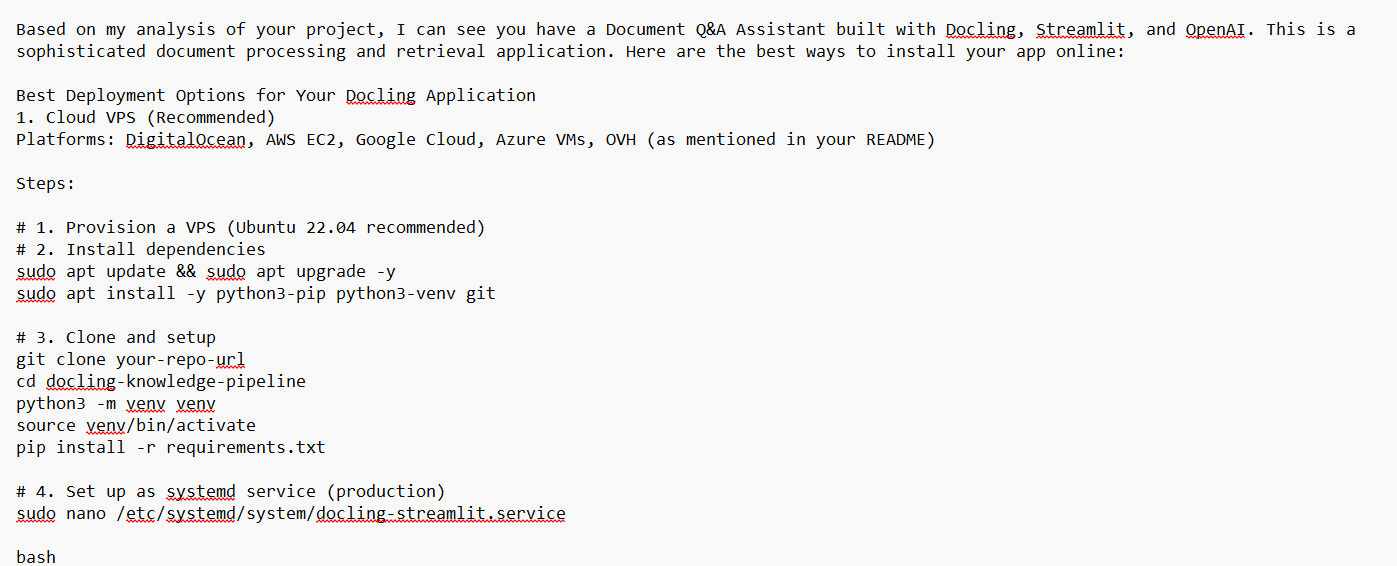 Based on my analysis of your project, I can see you have a Document Q&A Assistant built with Docling, Streamlit, and OpenAI. This is a
sophisticated document processing and retrieval application. Here are the best ways to install your app online:
Best Deployment Options for Your Docling Application
1. Cloud VPS (Recommended)
Platforms: DigitalOcean, AWS EC2, Google Cloud, Azure VMs, OVH (as mentioned in your README)
Steps:
# 1. Provision a VPS (Ubuntu 22.04 recommended)
# 2. Install dependencies
sudo apt update && sudo apt upgrade -y
sudo apt install -y python3-pip python3-venv git
# 3. Clone and setup
git clone your-repo-url
cd docling-knowledge-pipeline
python3 -m venv venv
source venv/bin/activate
pip install -r requirements.txt
# 4. Set up as systemd service (production)
sudo nano /etc/systemd/system/docling-streamlit.service
bash